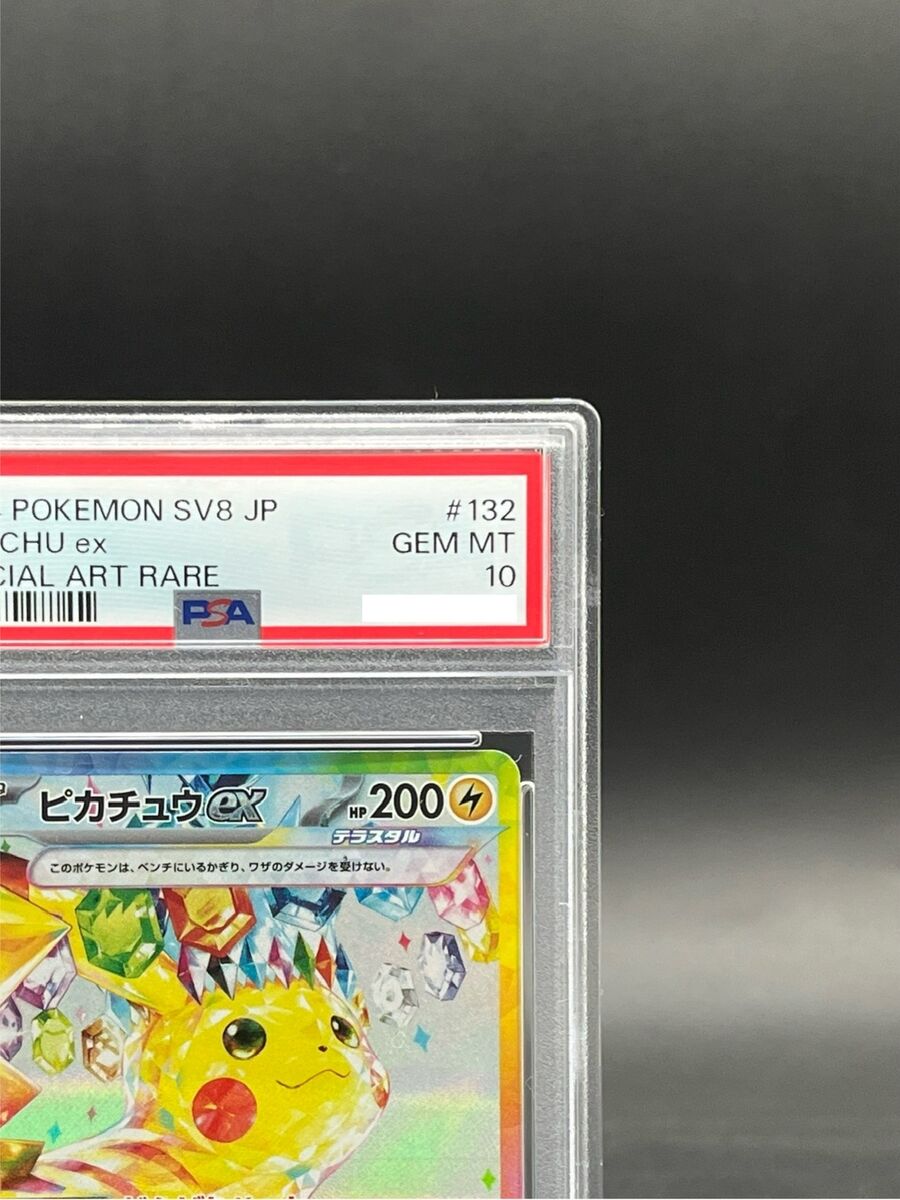 POKEMON SV8 JP #132
CHU ex GEM MT
CIAL ART RARE 10
PSA
ピカチュウex HP200
テラスタル
このポケモンは、ベンチにいるかぎり、ワザのダメージを受けない。